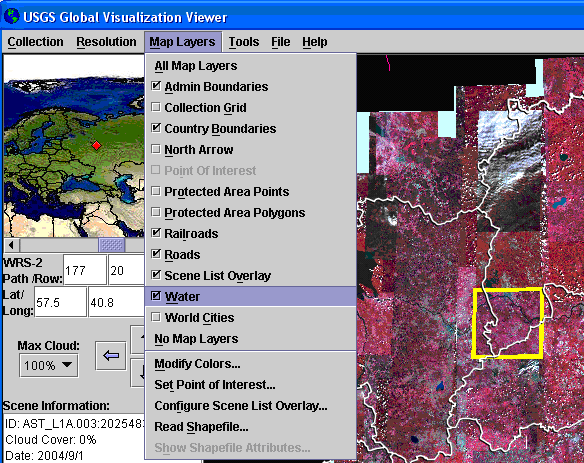 USGS Global Visualization Viewer
Collection Resolution Map Layers Tools File Help
All Map Layers
Admin Boundaries
Collection Grid
Country Boundaries
North Arrow
Point Of Interest
Protected Area Points
Protected Area Polygons
Railroads
Roads
Scene List Overlay
Water
World Cities
No Map Layers
Modify Colors...
Set Point of Interest...
Configure Scene List Overlay...
Read Shapefile...
Show Shapefile Attributes...
WRS-2
Path /Row: 177 20
Lat/
Long: 57.5 40.8
Max Cloud:
100%
Scene Information:
ID: AST_L1A.003:2025483
Cloud Cover: 0%
Date: 2004/9/1